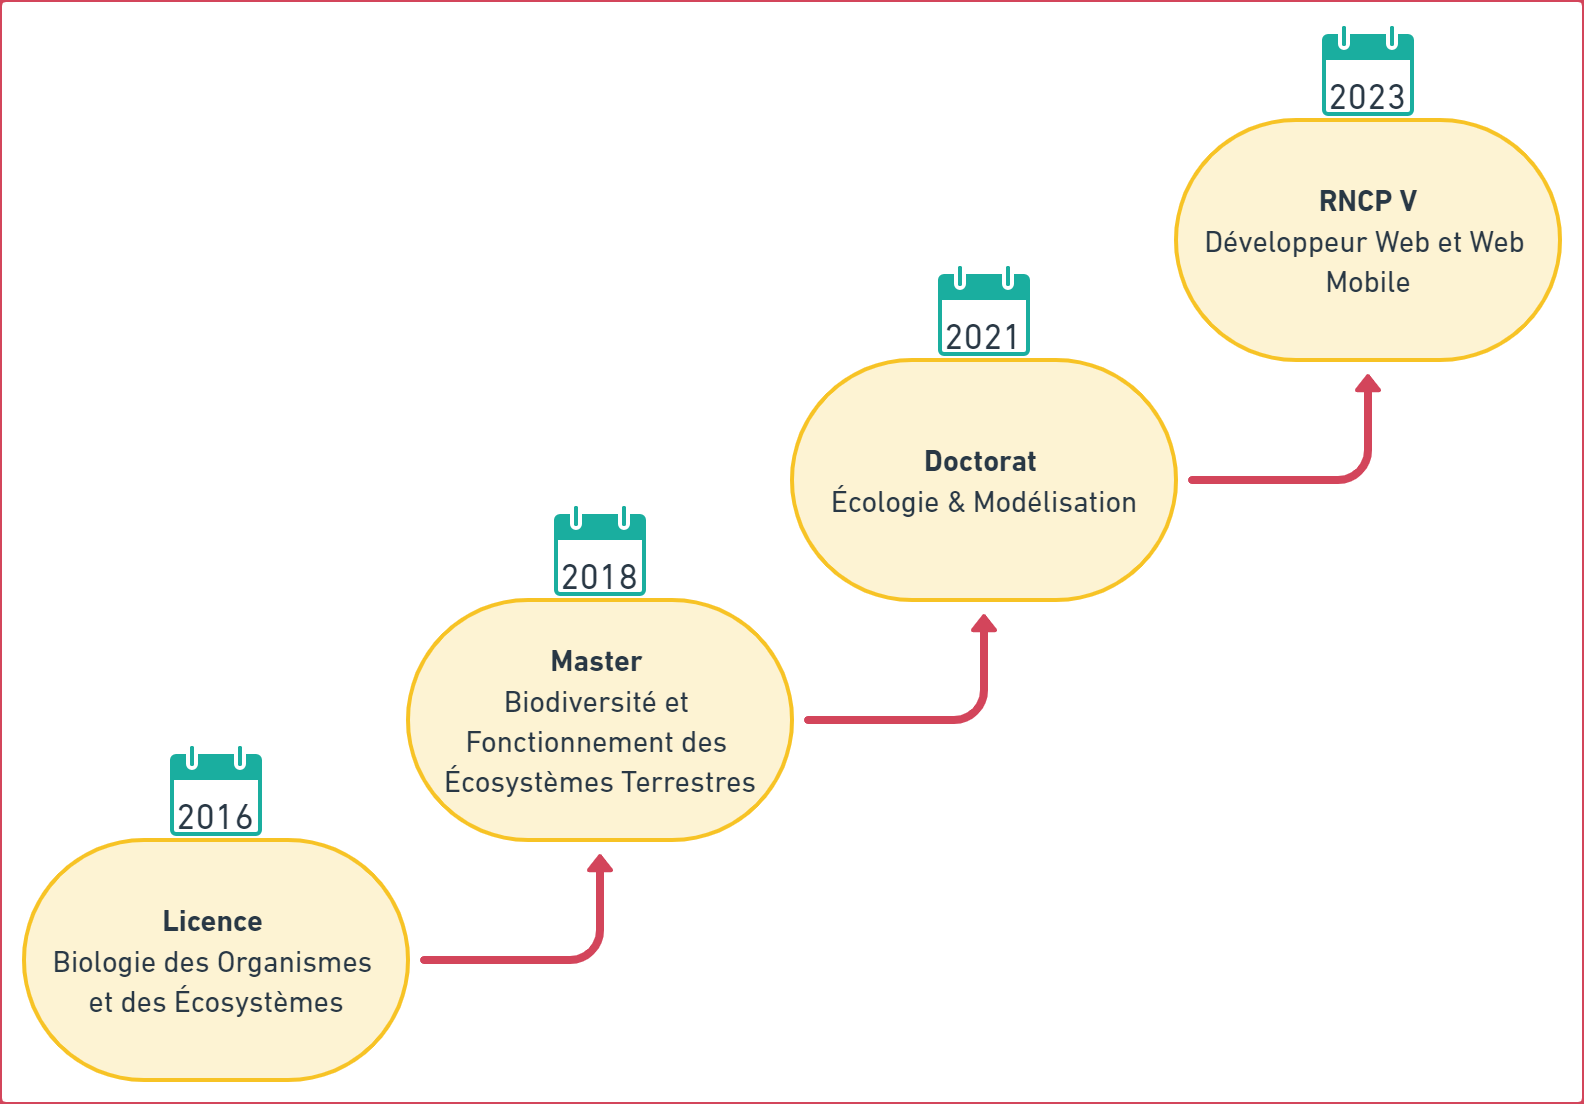 2023
RNCP V
Développeur Web et Web
Mobile
2021
Doctorat
Écologie & Modélisation
2018
Master
Biodiversité et
Fonctionnement des
Écosystèmes Terrestres
2016
Licence
Biologie des Organismes
et des Écosystèmes